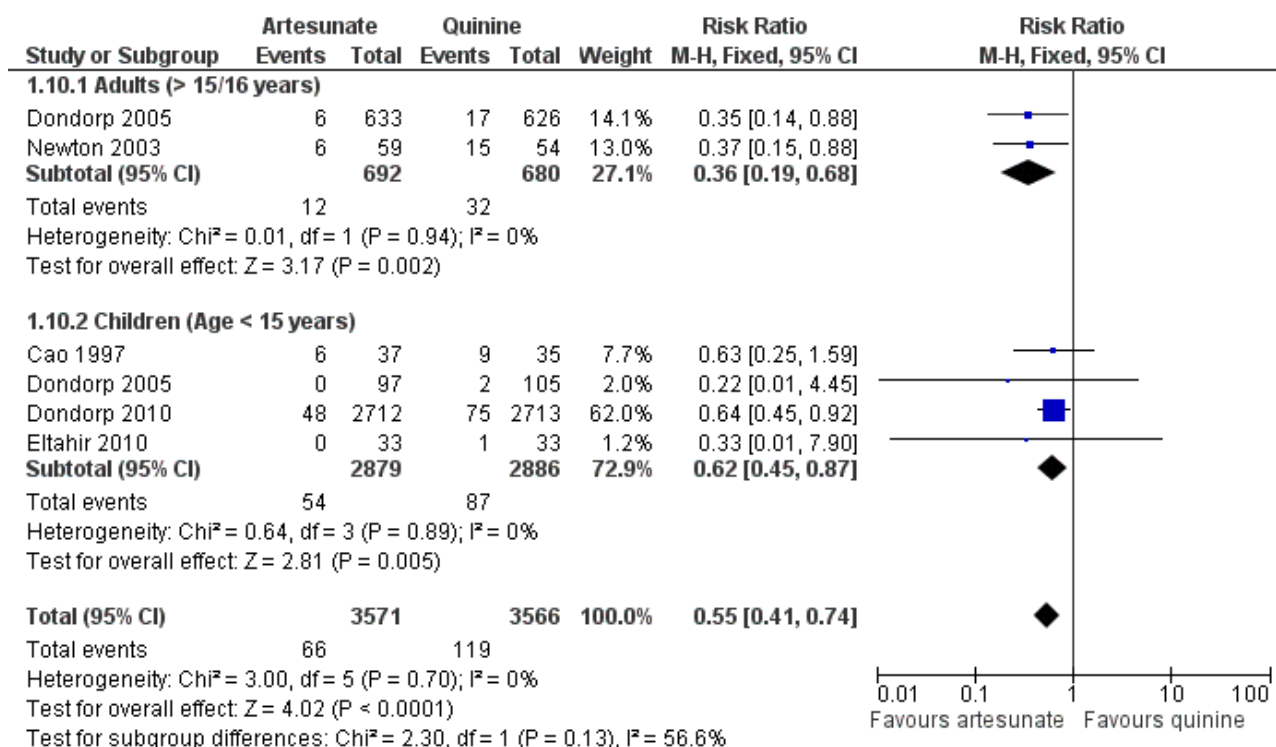 Artesunate Quinine Risk Ratio Risk Ratio
Study or Subgroup Events Total Events Total Weight M-H, Fixed, 95% CI M-H, Fixed, 95% CI
1.10.1 Adults (> 15/16 years)
Dondorp 2005 6 633 17 626 14.1% 0.35 [0.14, 0.88]
Newton 2003 6 59 15 54 13.0% 0.37 [0.15, 0.88]
Subtotal (95% CI) 692 680 27.1% 0.36 [0.19, 0.68]
Total events 12 32
Heterogeneity: Chi² = 0.01, df = 1 (P = 0.94); I² = 0%
Test for overall effect: Z = 3.17 (P = 0.002)
1.10.2 Children (Age < 15 years)
Cao 1997 6 37 9 35 7.7% 0.63 [0.25, 1.59]
Dondorp 2005 0 97 2 105 2.0% 0.22 [0.01, 4.45]
Dondorp 2010 48 2712 75 2713 62.0% 0.64 [0.45, 0.92]
Eltahir 2010 0 33 1 33 1.2% 0.33 [0.01, 7.90]
Subtotal (95% CI) 2879 2886 72.9% 0.62 [0.45, 0.87]
Total events 54 87
Heterogeneity: Chi² = 0.64, df = 3 (P = 0.89); I² = 0%
Test for overall effect: Z = 2.81 (P = 0.005)
Total (95% CI) 3571 3566 100.0% 0.55 [0.41, 0.74]
Total events 66 119
Heterogeneity: Chi² = 3.00, df = 5 (P = 0.70); I² = 0%
Test for overall effect: Z = 4.02 (P < 0.0001)
Test for subgroup differences: Chi² = 2.30, df = 1 (P = 0.13), I² = 56.6%
0.01 0.1 1 10 100
Favours artesunate Favours quinine